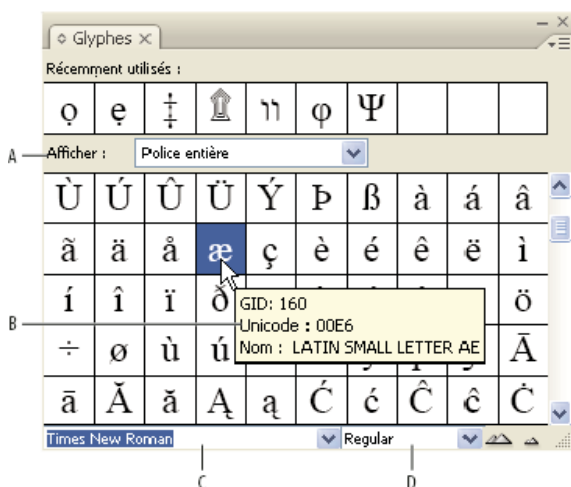 Glyphes
Récemment utilisés :
ọ ẹ ‡ װ φ Ψ
A
Afficher : Police entière
Ù Ú Û Ü Ý Þ ß à á â
ã ä å æ ç è é ê ë ì
í î ï ð ö
GID: 160
B
Unicode : 00E6
Nom : LATIN SMALL LETTER AE
÷ ø ù ú Ā
ā Ă ă Ą ą Ć ć Ĉ ĉ Ċ
Times New Roman Regular
C D